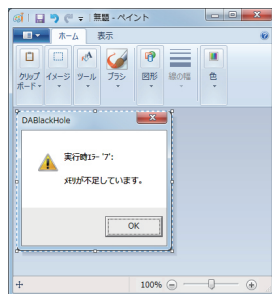 無題 - ペイント
ホーム 表示
クリップボード イメージ ツール ブラシ 図形 線の幅 色
DABlackHole
実行時ｴﾗｰ '7':
ﾒﾓﾘが不足しています。
OK
100%